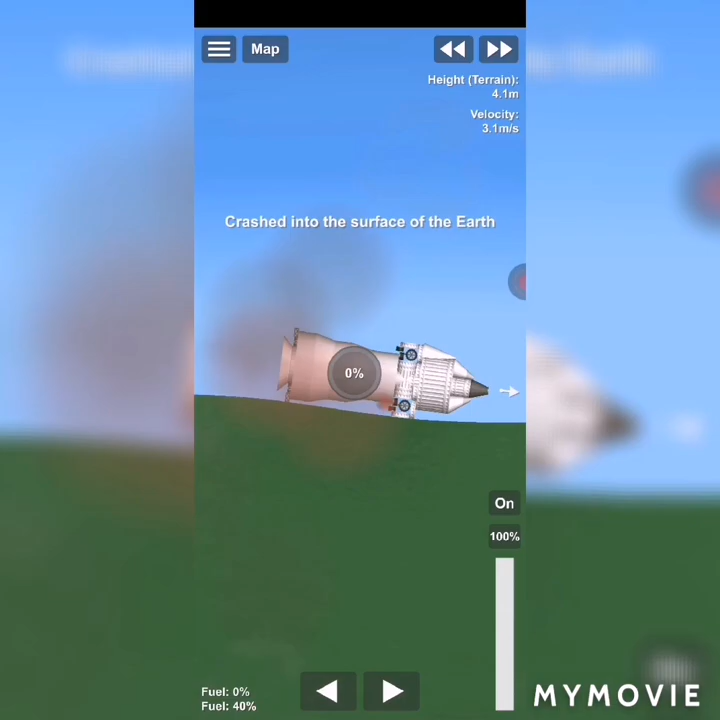 Map
Height (Terrain):
4.1m
Velocity:
3.1m/s
Crashed into the surface of the Earth
0%
On
100%
Fuel: 0%
Fuel: 40%
MYMOVIE